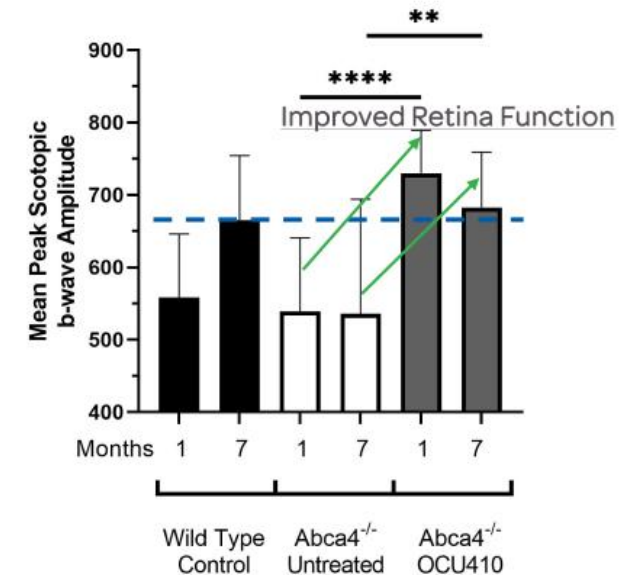 **
****
Improved Retina Function
Mean Peak Scotopic
b-wave Amplitude
900
800
700
600
500
400
Months 1 7 1 7 1 7
Wild Type
Control
Abca4-/-
Untreated
Abca4-/-
OCU410